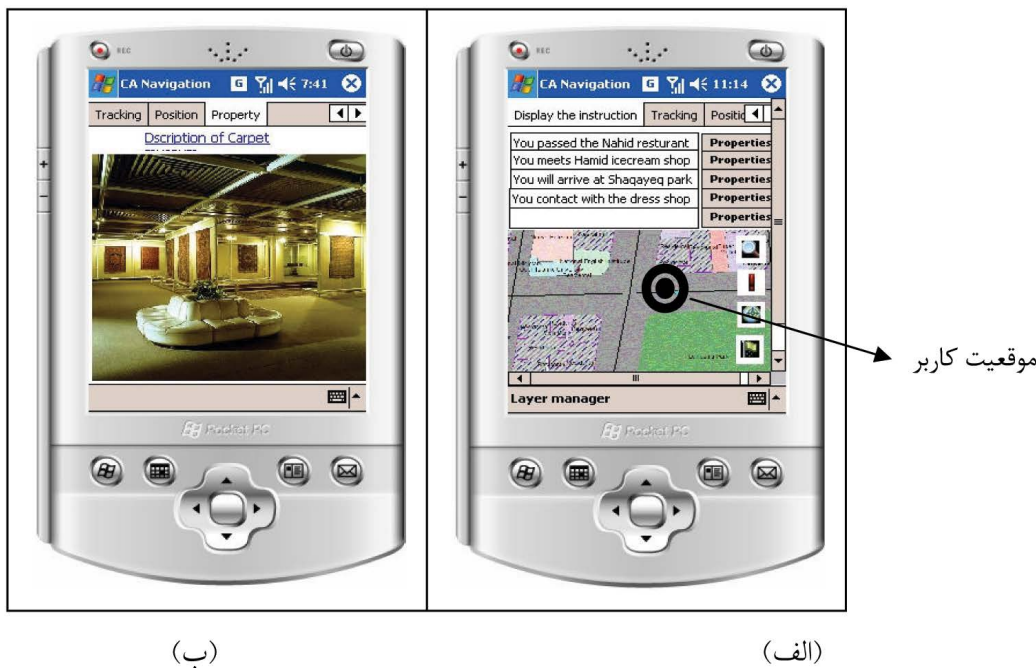 REC
CA Navigation G 7:41
Tracking Position Property
Dscription of Carpet
Pocket PC
(ب)
REC
CA Navigation G 11:14
Display the instruction Tracking Positic
You passed the Nahid resturant Properties
You meets Hamid icecream shop Properties
You will arrive at Shaqayeq park Properties
You contact with the dress shop Properties
Properties
Layer manager
Pocket PC
(الف)
موقعیت کاربر